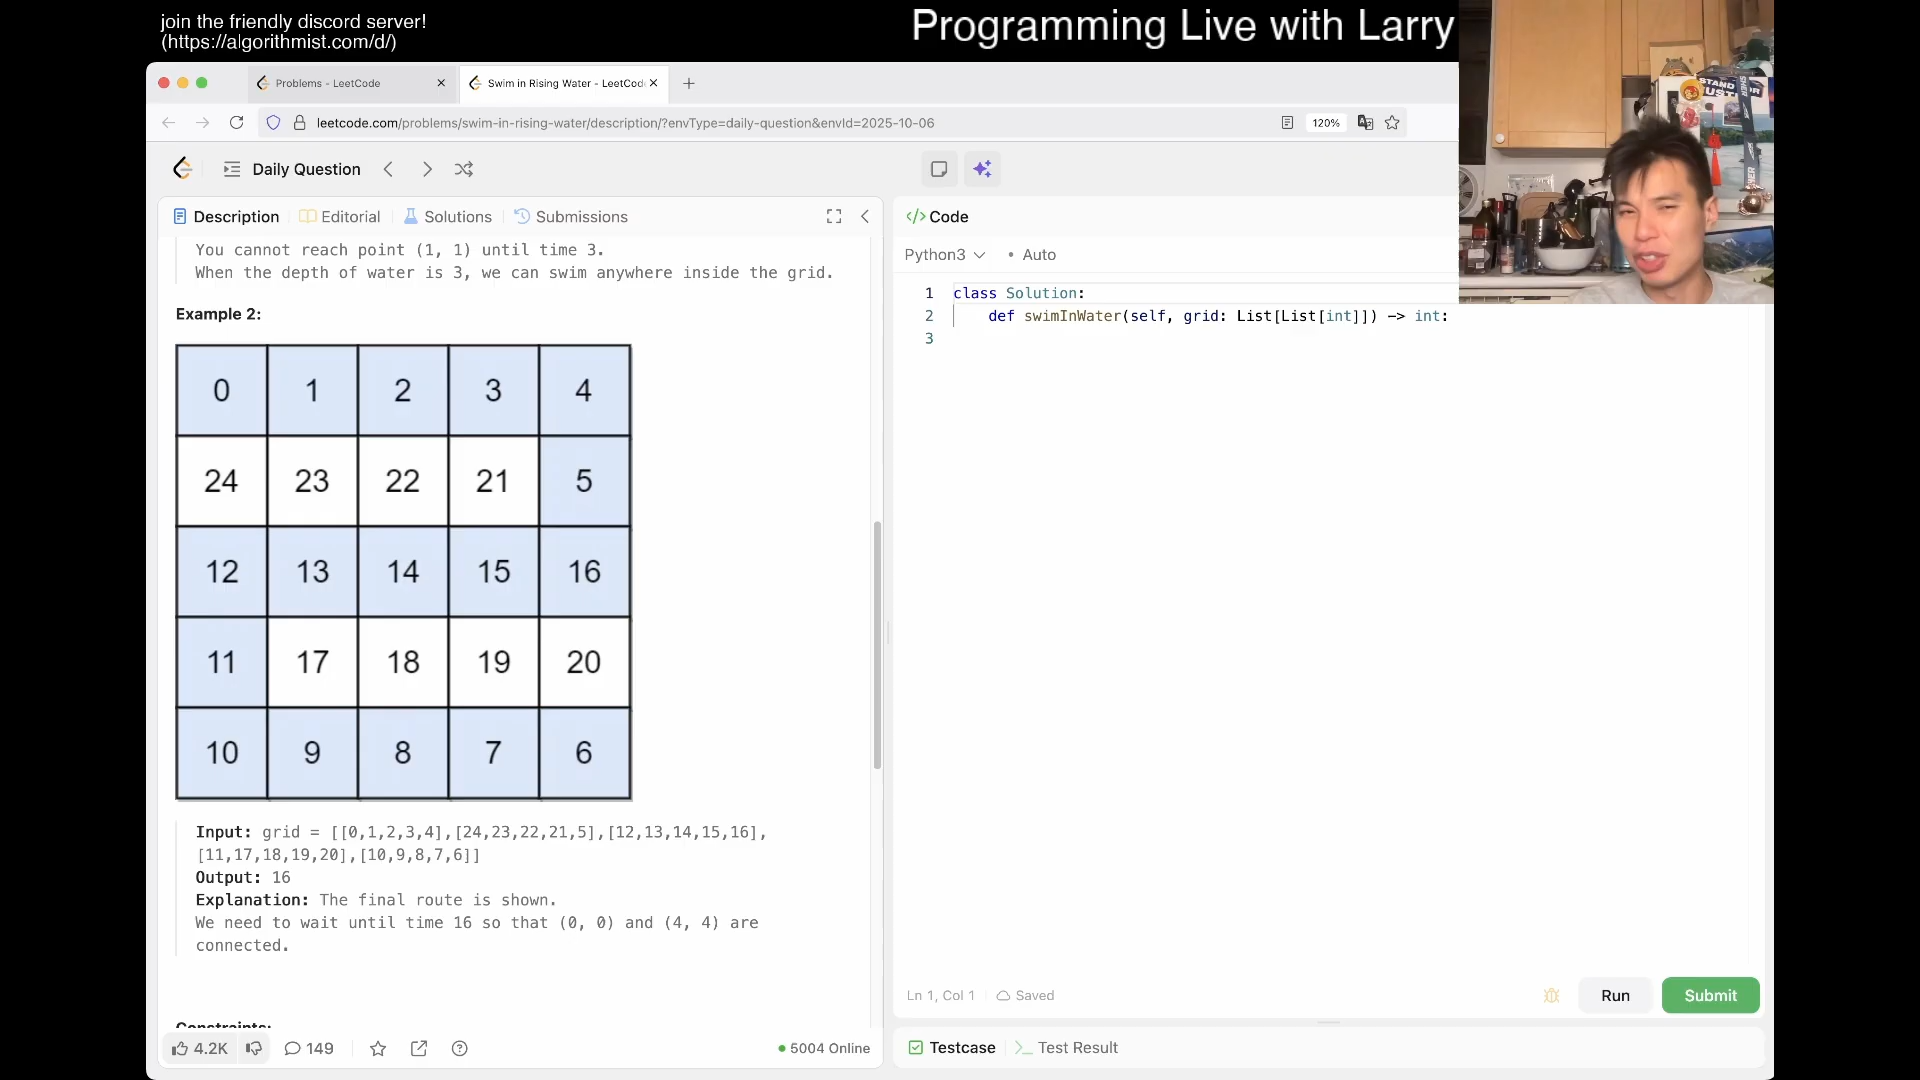 join the friendly discord server!
(https://algorithmist.com/d/)
Programming Live with Larry
Problems - LeetCode
Swim in Rising Water - LeetCod
leetcode.com/problems/swim-in-rising-water/description/?envType=daily-question&envId=2025-10-06
120%
Daily Question
Description
Editorial
Solutions
Submissions
You cannot reach point (1, 1) until time 3.
When the depth of water is 3, we can swim anywhere inside the grid.
Example 2:
0 1 2 3 4
24 23 22 21 5
12 13 14 15 16
11 17 18 19 20
10 9 8 7 6
Input: grid = [[0,1,2,3,4],[24,23,22,21,5],[12,13,14,15,16],
[11,17,18,19,20],[10,9,8,7,6]]
Output: 16
Explanation: The final route is shown.
We need to wait until time 16 so that (0, 0) and (4, 4) are
connected.
Constraints:
4.2K
149
5004 Online
</> Code
Python3
• Auto
1 class Solution:
2 def swimInWater(self, grid: List[List[int]]) -> int:
3
Ln 1, Col 1
Saved
Run
Submit
Testcase
Test Result
STAND